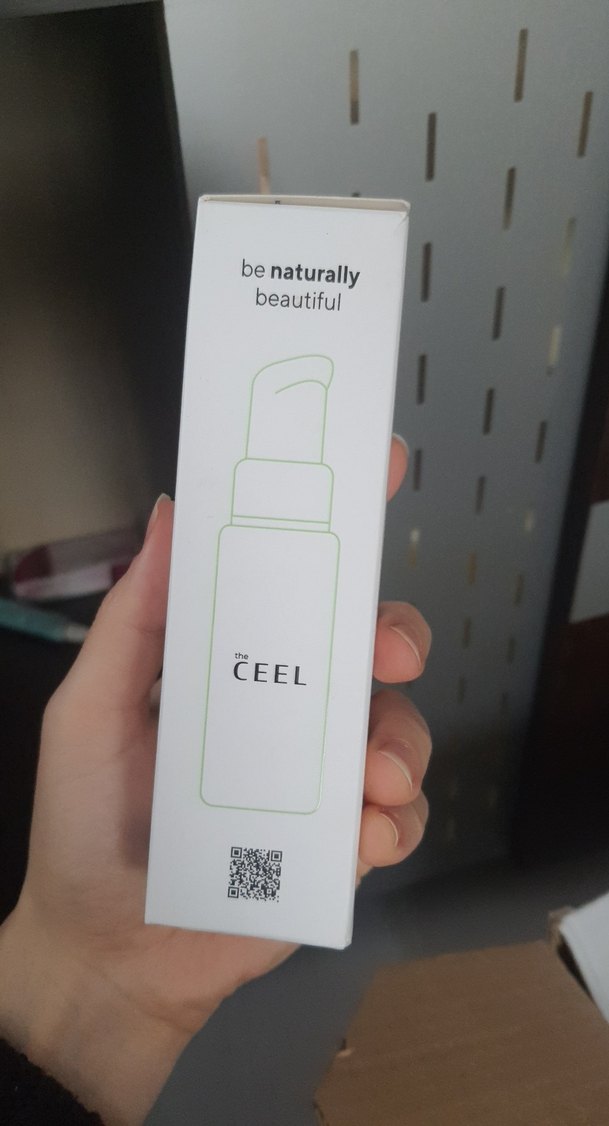 be naturally
beautiful
the
CEEL